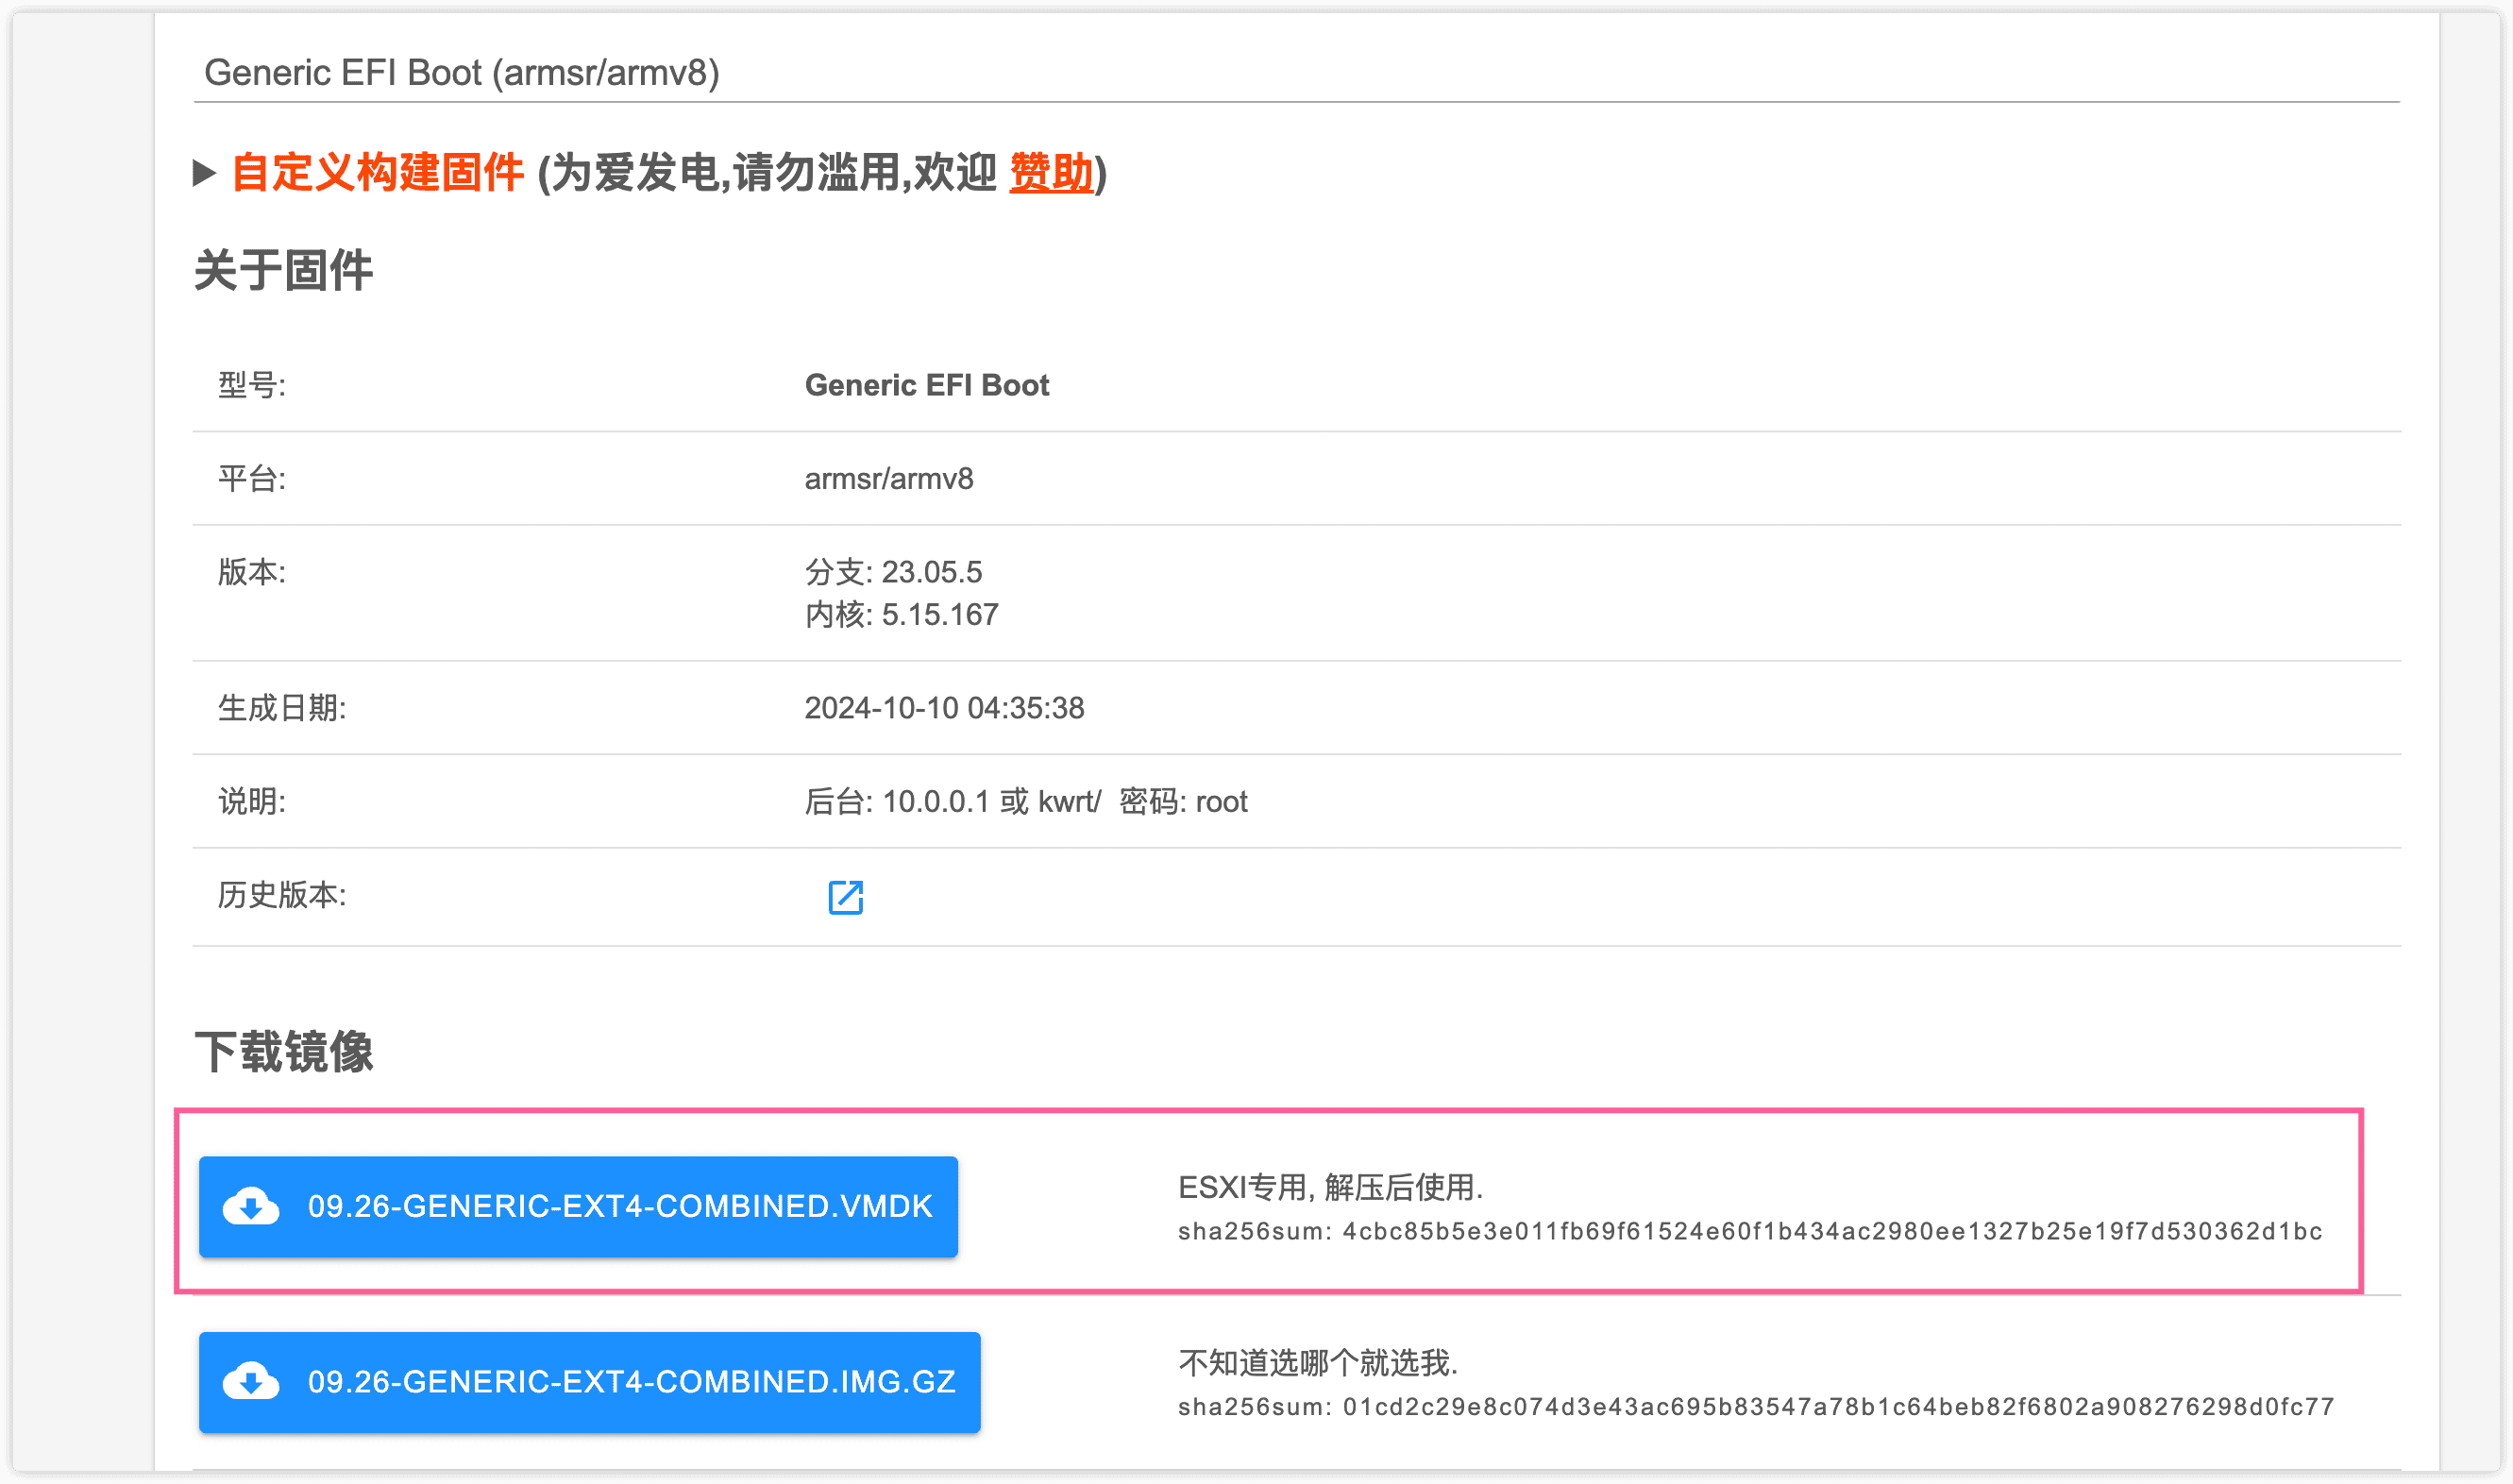 Generic EFI Boot (armsr/armv8)
自定义构建固件 (为爱发电,请勿滥用,欢迎 赞助)
关于固件
型号: Generic EFI Boot
平台: armsr/armv8
版本: 分支: 23.05.5
内核: 5.15.167
生成日期: 2024-10-10 04:35:38
说明: 后台: 10.0.0.1 或 kwrt/ 密码: root
历史版本:
下载镜像
09.26-GENERIC-EXT4-COMBINED.VMDK
ESXI专用, 解压后使用.
sha256sum: 4cbc85b5e3e011fb69f61524e60f1b434ac2980ee1327b25e19f7d530362d1bc
09.26-GENERIC-EXT4-COMBINED.IMG.GZ
不知道选哪个就选我.
sha256sum: 01cd2c29e8c074d3e43ac695b83547a78b1c64beb82f6802a908276298d0fc77